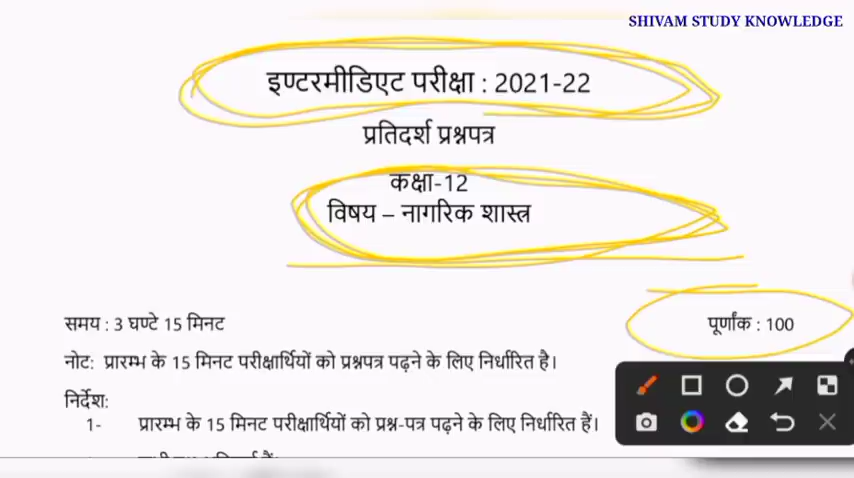 SHIVAM STUDY KNOWLEDGE
इण्टरमीडिएट परीक्षा : 2021-22
प्रतिदर्श प्रश्नपत्र
कक्षा-12
विषय – नागरिक शास्त्र
समय : 3 घण्टे 15 मिनट पूर्णांक : 100
नोट: प्रारम्भ के 15 मिनट परीक्षार्थियों को प्रश्नपत्र पढ़ने के लिए निर्धारित है।
निर्देश:
1- प्रारम्भ के 15 मिनट परीक्षार्थियों को प्रश्न-पत्र पढ़ने के लिए निर्धारित हैं।